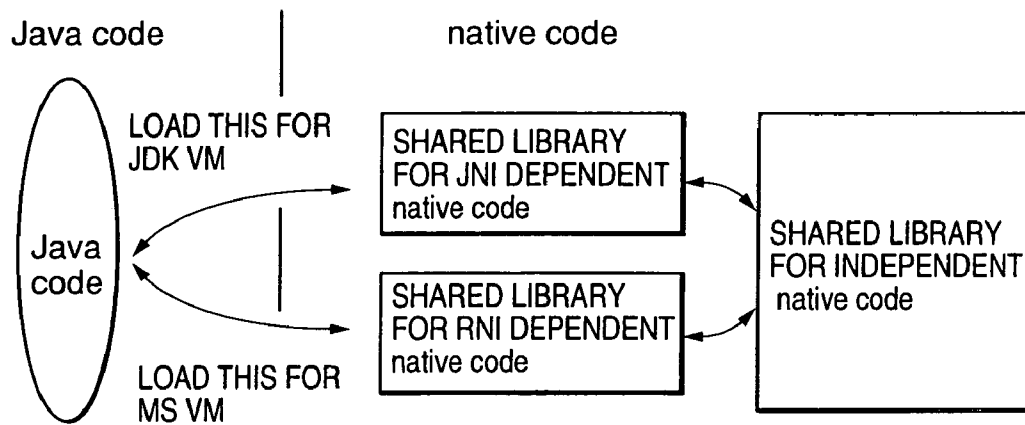 Java code
native code
LOAD THIS FOR
JDK VM
SHARED LIBRARY
FOR JNI DEPENDENT
native code
Java
code
SHARED LIBRARY
FOR INDEPENDENT
native code
SHARED LIBRARY
FOR RNI DEPENDENT
native code
LOAD THIS FOR
MS VM